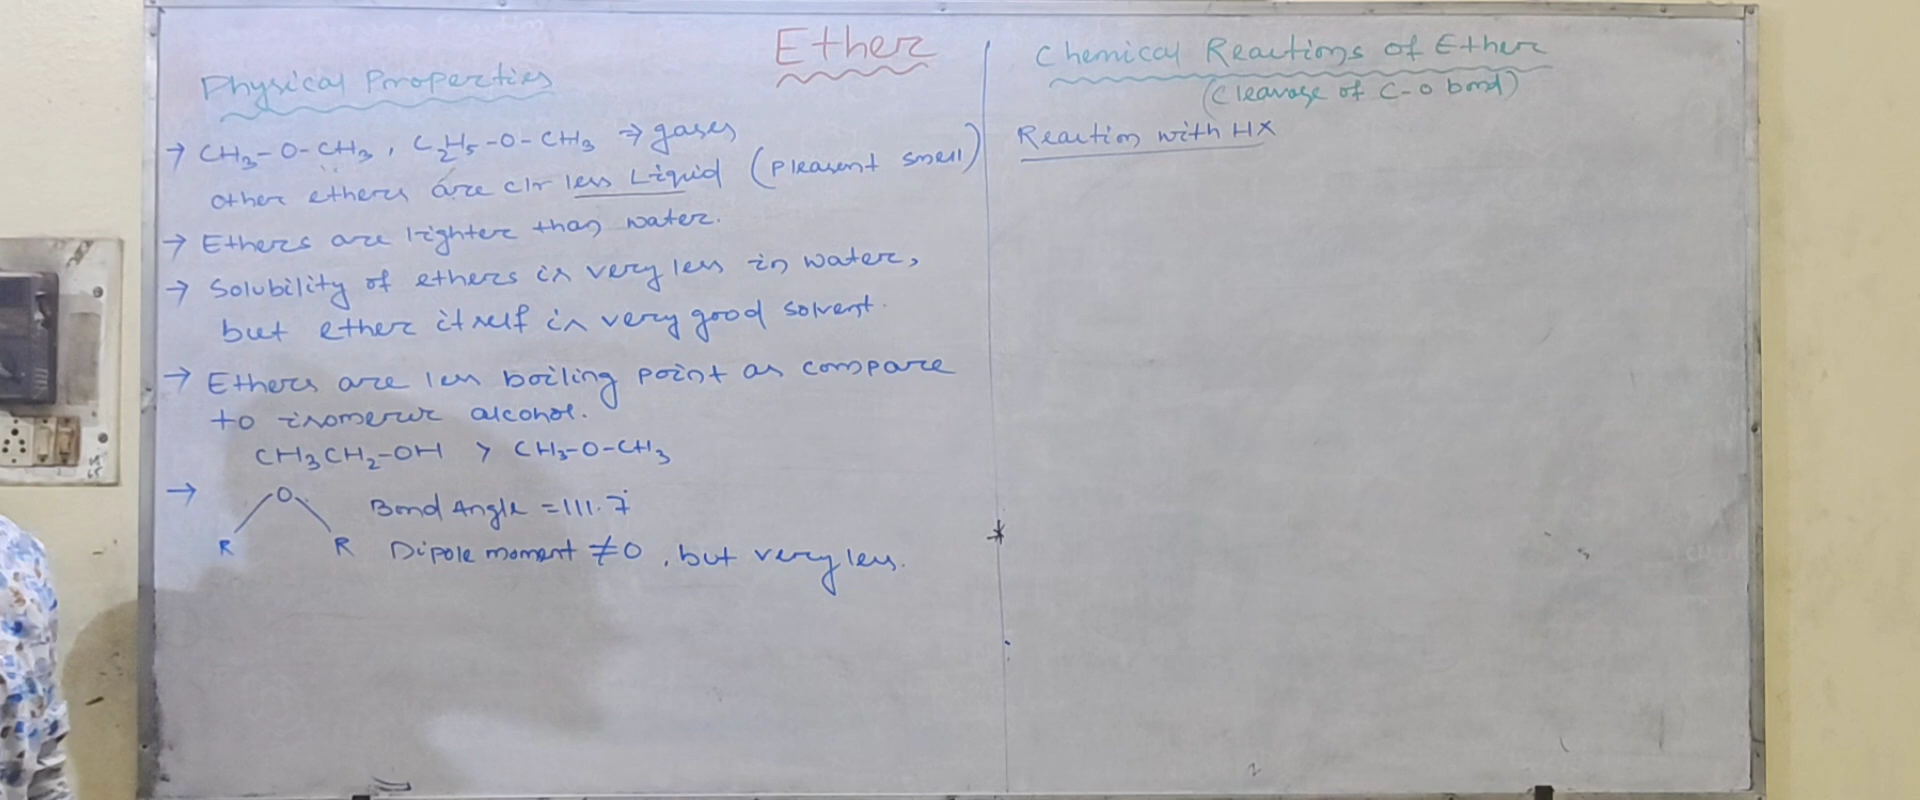 Ether
Physical Properties
→ CH3-O-CH3, C2H5-O-CH3 ⇒ gases
other ethers are clr less Liquid (Pleasent smell)
→ Ethers are lighter than water.
→ Solubility of ethers is very less in water,
but ether itself is very good solvent.
→ Ethers are less boiling point as compare
to isomeric alcohol.
CH3CH2-OH > CH3-O-CH3
→ O
R R
Bond Angle = 111.7°
Dipole moment ≠0, but very less.
Chemical Reactions of Ether
(Cleavage of C-O bond)
Reaction with HX